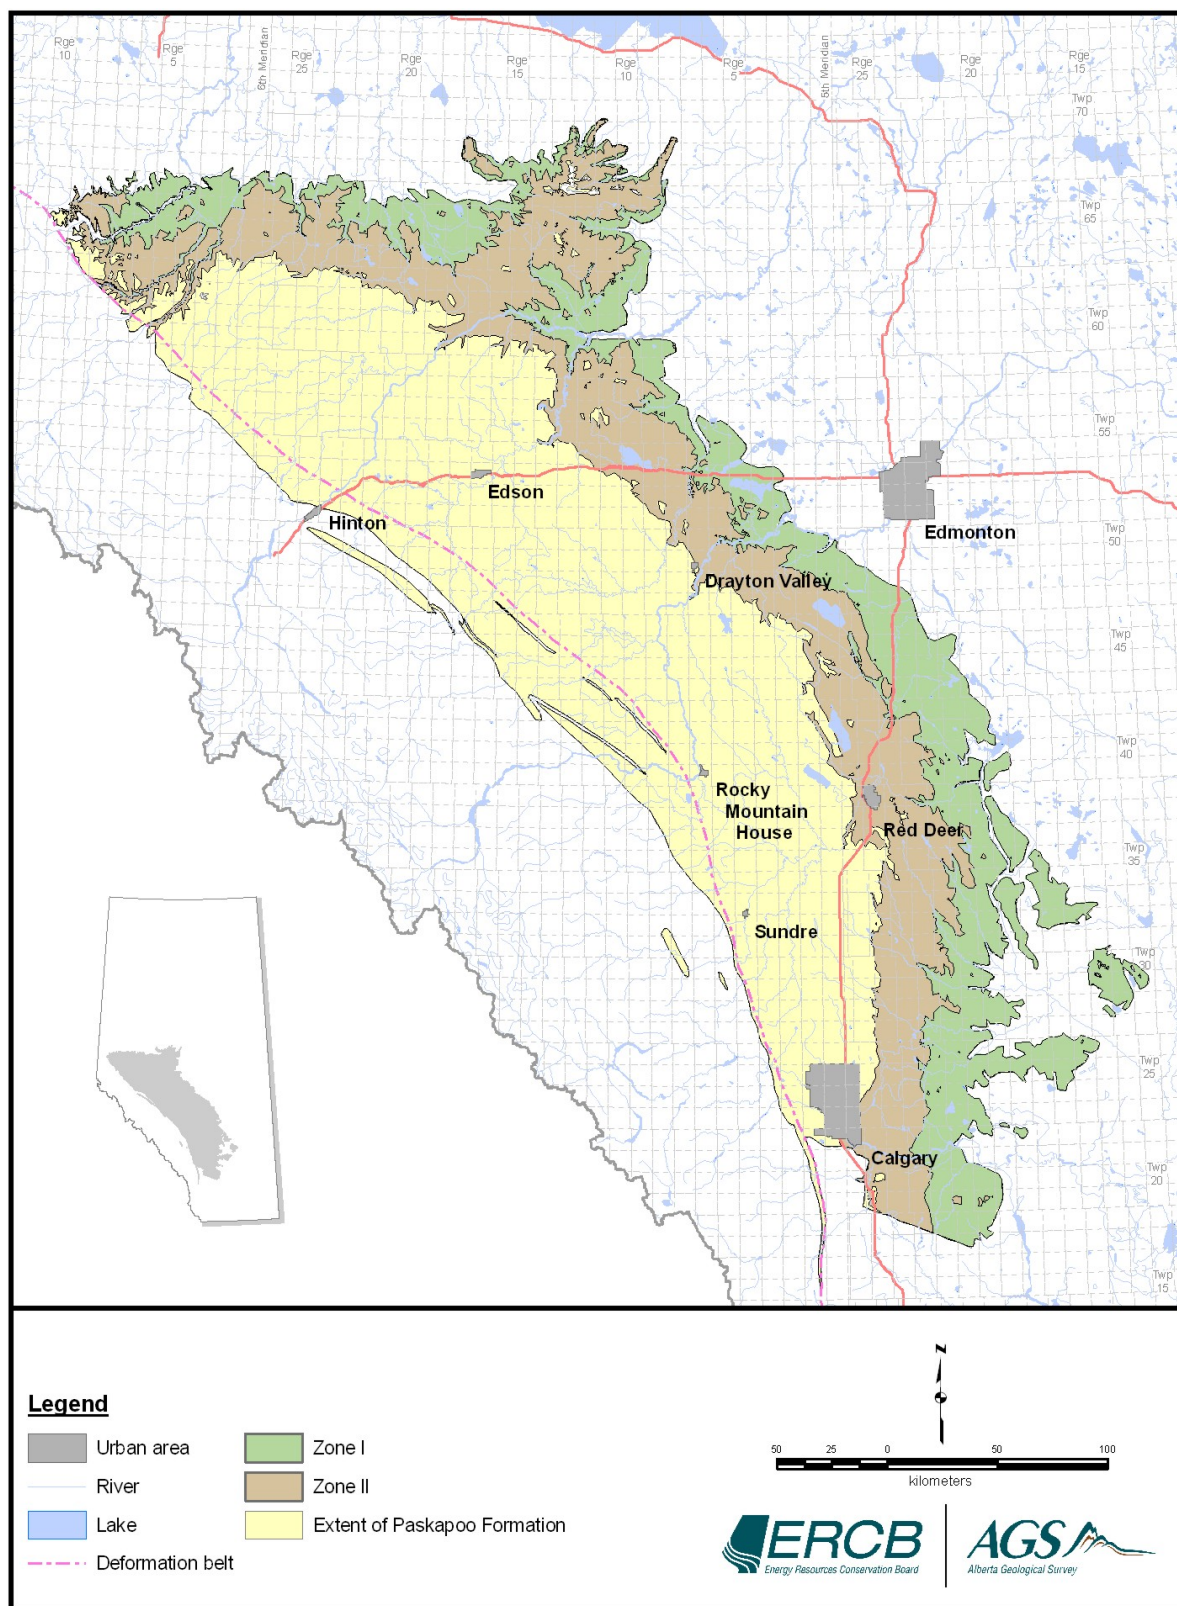 Rge
10
Rge
5
6th Meridian
Rge
25
Rge
20
Rge
15
Rge
10
Rge
5
5th Meridian
Rge
25
Rge
20
Rge
15
Twp
70
Twp
65
Twp
60
Twp
55
Twp
50
Twp
45
Twp
40
Twp
35
Twp
30
Twp
25
Twp
20
Twp
15
Edson
Hinton
Edmonton
Drayton Valley
Rocky
Mountain
House
Red Deer
Sundre
Calgary
Legend
Urban area
River
Lake
Deformation belt
Zone I
Zone II
Extent of Paskapoo Formation
N
50 25 0 50 100
kilometers
ERCB
Energy Resources Conservation Board
AGS
Alberta Geological Survey